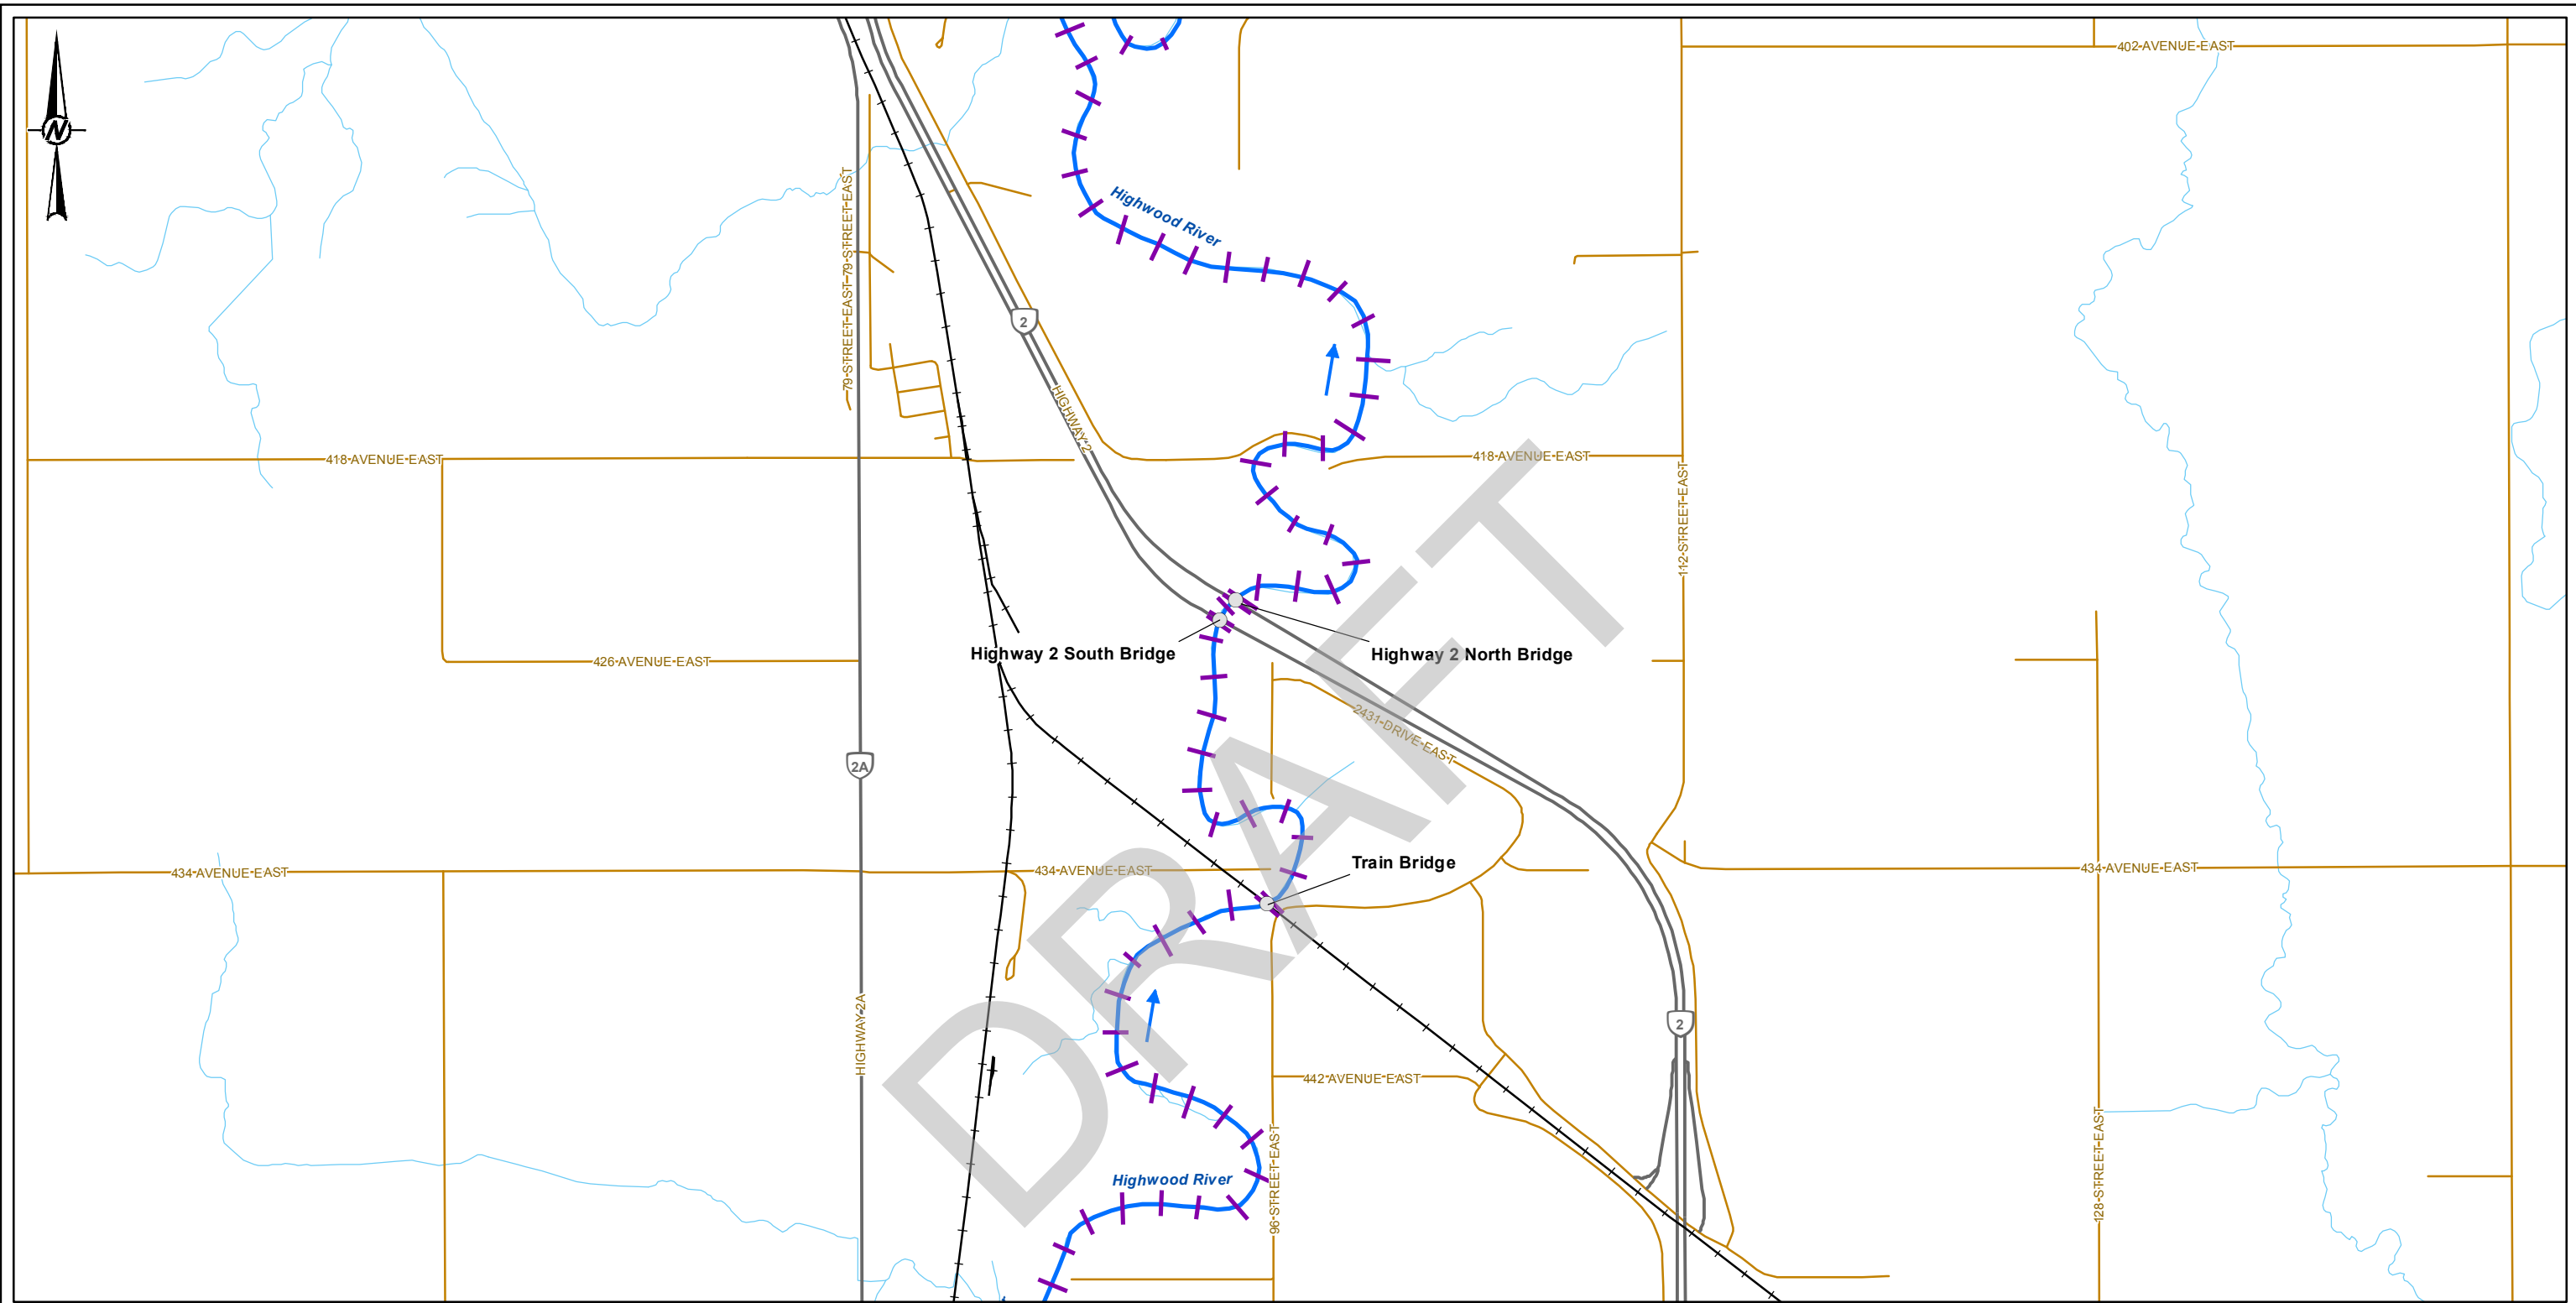 N
402 AVENUE EAST
79 STREET EAST
79 STREET EAST
Highwood River
2
HIGHWAY 2
418 AVENUE EAST
418 AVENUE EAST
112 STREET EAST
Highway 2 South Bridge
Highway 2 North Bridge
426 AVENUE EAST
2431 DRIVE EAST
2A
Train Bridge
434 AVENUE EAST
434 AVENUE EAST
434 AVENUE EAST
DRAFT
HIGHWAY 2A
2
442 AVENUE EAST
96 STREET EAST
128 STREET EAST
Highwood River